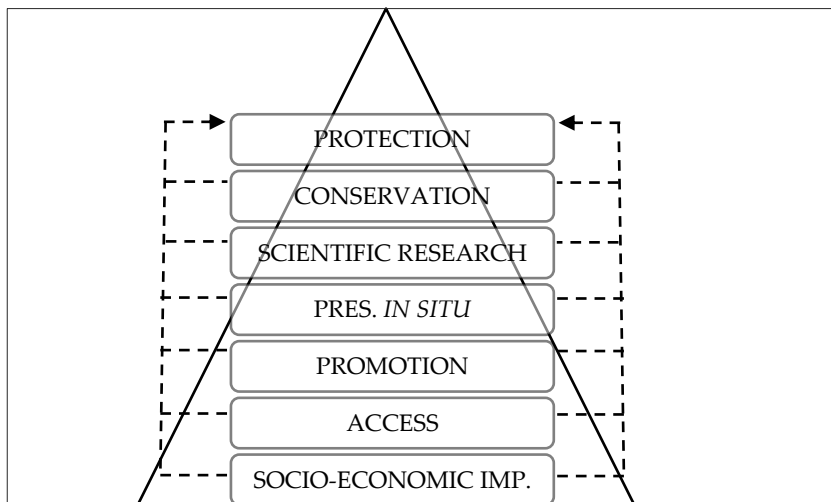 PROTECTION
CONSERVATION
SCIENTIFIC RESEARCH
PRES. IN SITU
PROMOTION
ACCESS
SOCIO-ECONOMIC IMP.